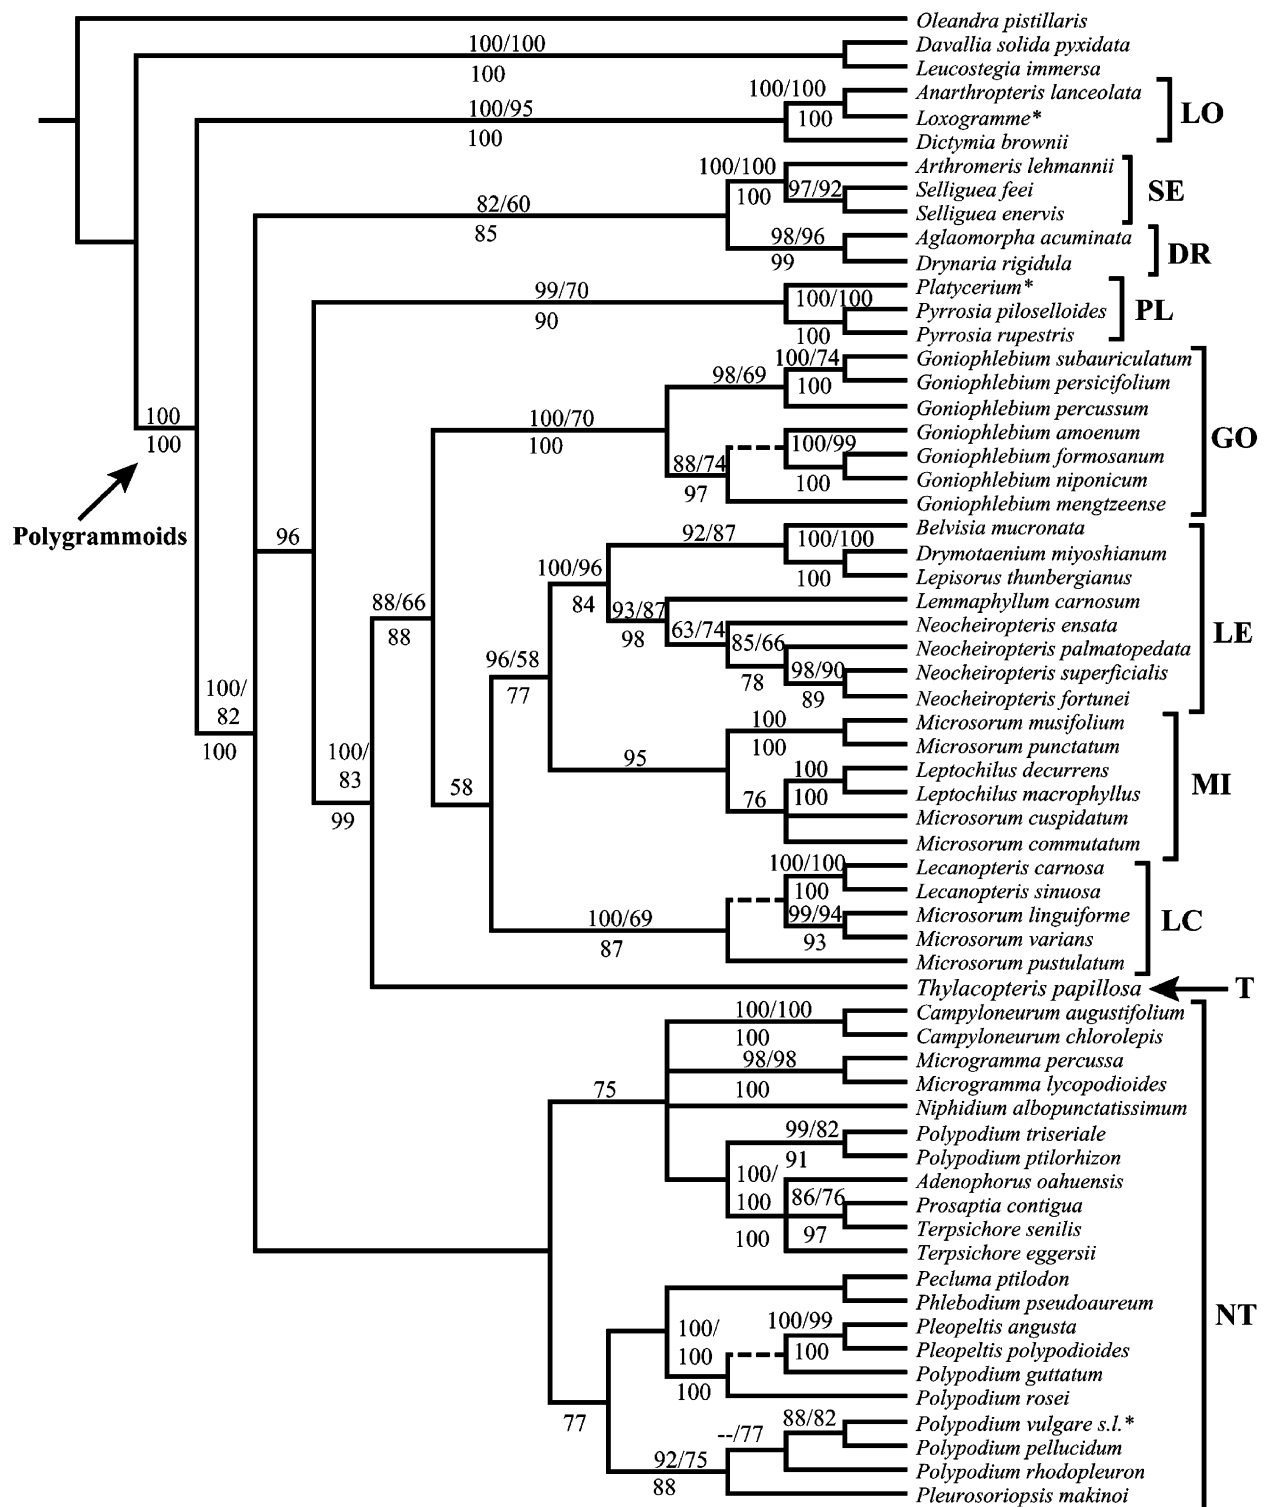 Oleandra pistillaris
100/100
Davallia solida pyxidata
100
Leucostegia immersa
100/100
Anarthropteris lanceolata
100/95
100
Loxogramme*
LO
100
Dictymia brownii
100/100
Arthromeris lehmannii
100
97/92
Selliguea feei
SE
82/60
Selliguea enervis
85
98/96
Aglaomorpha acuminata
99
Drynaria rigidula
DR
99/70
Platycerium*
100/100
Pyrrosia piloselloides
PL
90
100
Pyrrosia rupestris
100/74
Goniophlebium subauriculatum
98/69
100
Goniophlebium persicifolium
Goniophlebium percussum
100
100/70
Goniophlebium amoenum
GO
100
100
100/99
Goniophlebium formosanum
88/74
97
100
Goniophlebium niponicum
Goniophlebium mengtzeense
Polygrammoids
96
92/87
Belvisia mucronata
100/100
Drymotaenium miyoshianum
100/96
100
Lepisorus thunbergianus
88/66
84
93/87
Lemmaphyllum carnosum
88
98
63/74
Neocheiropteris ensata
LE
85/66
Neocheiropteris palmatopedata
96/58
98/90
Neocheiropteris superficialis
77
78
89
Neocheiropteris fortunei
100/
82
100
100
Microsorum musifolium
100
Microsorum punctatum
100/
83
99
95
100
Leptochilus decurrens
MI
58
76
100
Leptochilus macrophyllus
Microsorum cuspidatum
Microsorum commutatum
100/100
Lecanopteris carnosa
100
Lecanopteris sinuosa
100/69
99/94
Microsorum linguiforme
LC
87
93
Microsorum varians
Microsorum pustulatum
Thylacopteris papillosa
T
100/100
Campyloneurum augustifolium
100
Campyloneurum chlorolepis
98/98
Microgramma percussa
75
100
Microgramma lycopodioides
Niphidium albopunctatissimum
99/82
Polypodium triseriale
91
Polypodium ptilorhizon
100/
100
100
Adenophorus oahuensis
86/76
Prosaptia contigua
97
Terpsichore senilis
Terpsichore eggersii
Pecluma ptilodon
Phlebodium pseudoaureum
NT
100/
100
100
100/99
Pleopeltis angusta
100
Pleopeltis polypodioides
Polypodium guttatum
Polypodium rosei
77
88/82
Polypodium vulgare s.l.*
--/77
Polypodium pellucidum
92/75
Polypodium rhodopleuron
88
Pleurosoriopsis makinoi